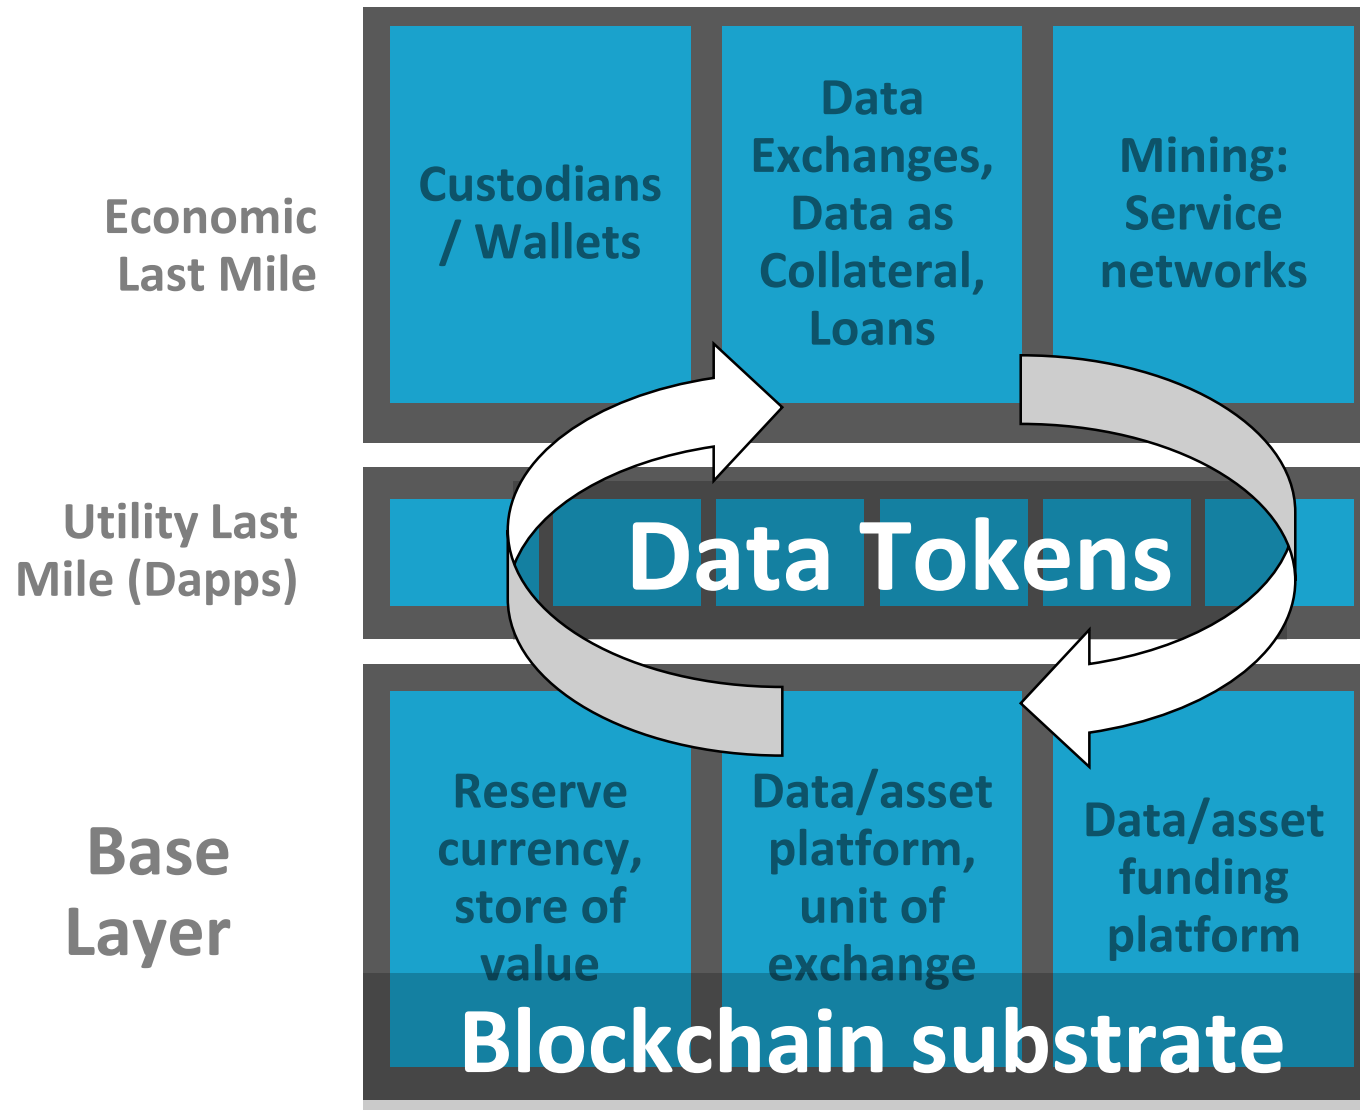 Economic
Last Mile
Custodians
/ Wallets
Data
Exchanges,
Data as
Collateral,
Loans
Mining:
Service
networks
Utility Last
Mile (Dapps)
Data Tokens
Base
Layer
Reserve
currency,
store of
value
Data/asset
platform,
unit of
exchange
Data/asset
funding
platform
Blockchain substrate